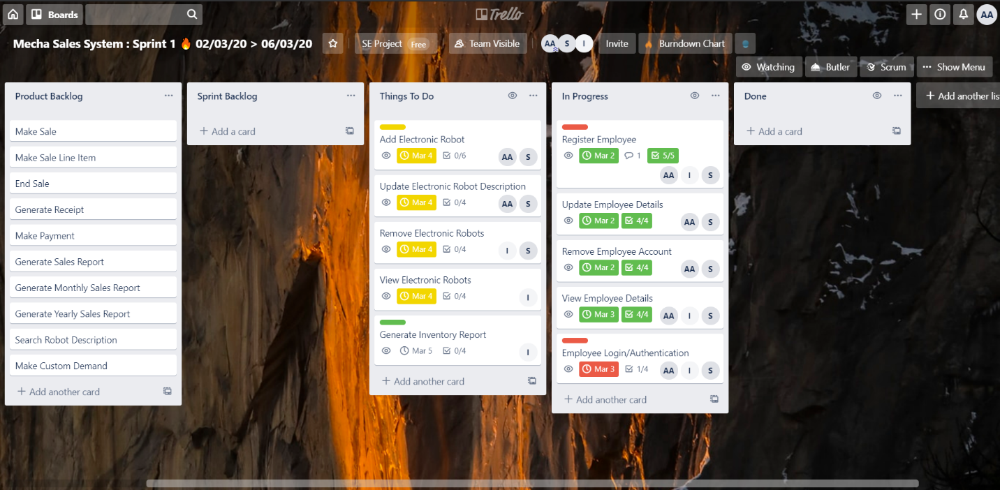 Boards
Trello
AA
Mecha Sales System : Sprint 1 🔥 02/03/20 > 06/03/20
SE Project Free
Team Visible
AA S I
Invite
Burndown Chart
Watching
Butler
Scrum
Show Menu
Product Backlog
Make Sale
Make Sale Line Item
End Sale
Generate Receipt
Make Payment
Generate Sales Report
Generate Monthly Sales Report
Generate Yearly Sales Report
Search Robot Description
Make Custom Demand
+ Add another card
Sprint Backlog
+ Add a card
Things To Do
Add Electronic Robot
Mar 4 0/6 AA S
Update Electronic Robot Description
Mar 4 0/4 AA S
Remove Electronic Robots
Mar 4 0/4 I S
View Electronic Robots
Mar 4 0/4 I
Generate Inventory Report
Mar 5 0/4 I
+ Add another card
In Progress
Register Employee
Mar 2 1 5/5
AA I S
Update Employee Details
Mar 2 4/4 AA S
Remove Employee Account
Mar 2 4/4 AA S
View Employee Details
Mar 3 4/4 AA I S
Employee Login/Authentication
Mar 3 1/4 AA I S
+ Add another card
Done
+ Add a card
+ Add another lis